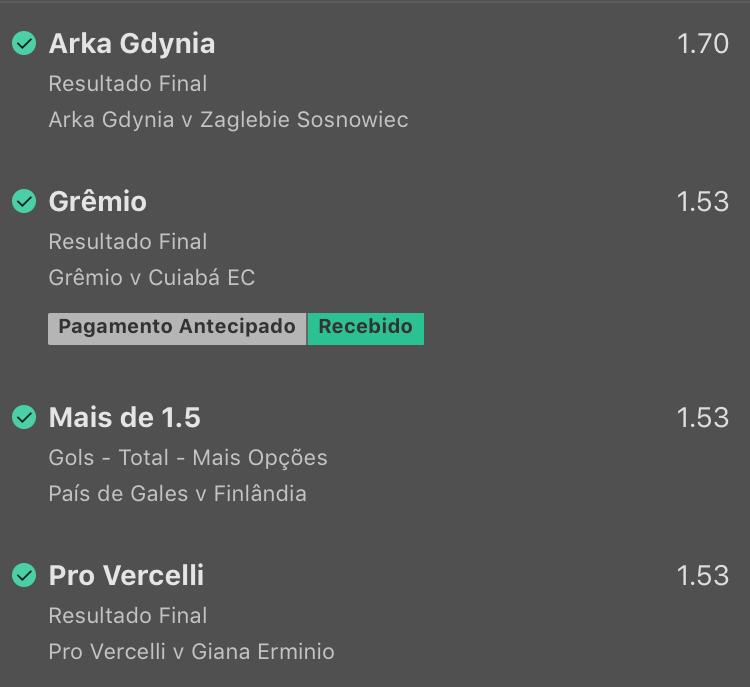 Arka Gdynia 1.70
Resultado Final
Arka Gdynia v Zaglebie Sosnowiec
Grêmio 1.53
Resultado Final
Grêmio v Cuiabá EC
Pagamento Antecipado Recebido
Mais de 1.5 1.53
Gols - Total - Mais Opções
País de Gales v Finlândia
Pro Vercelli 1.53
Resultado Final
Pro Vercelli v Giana Erminio